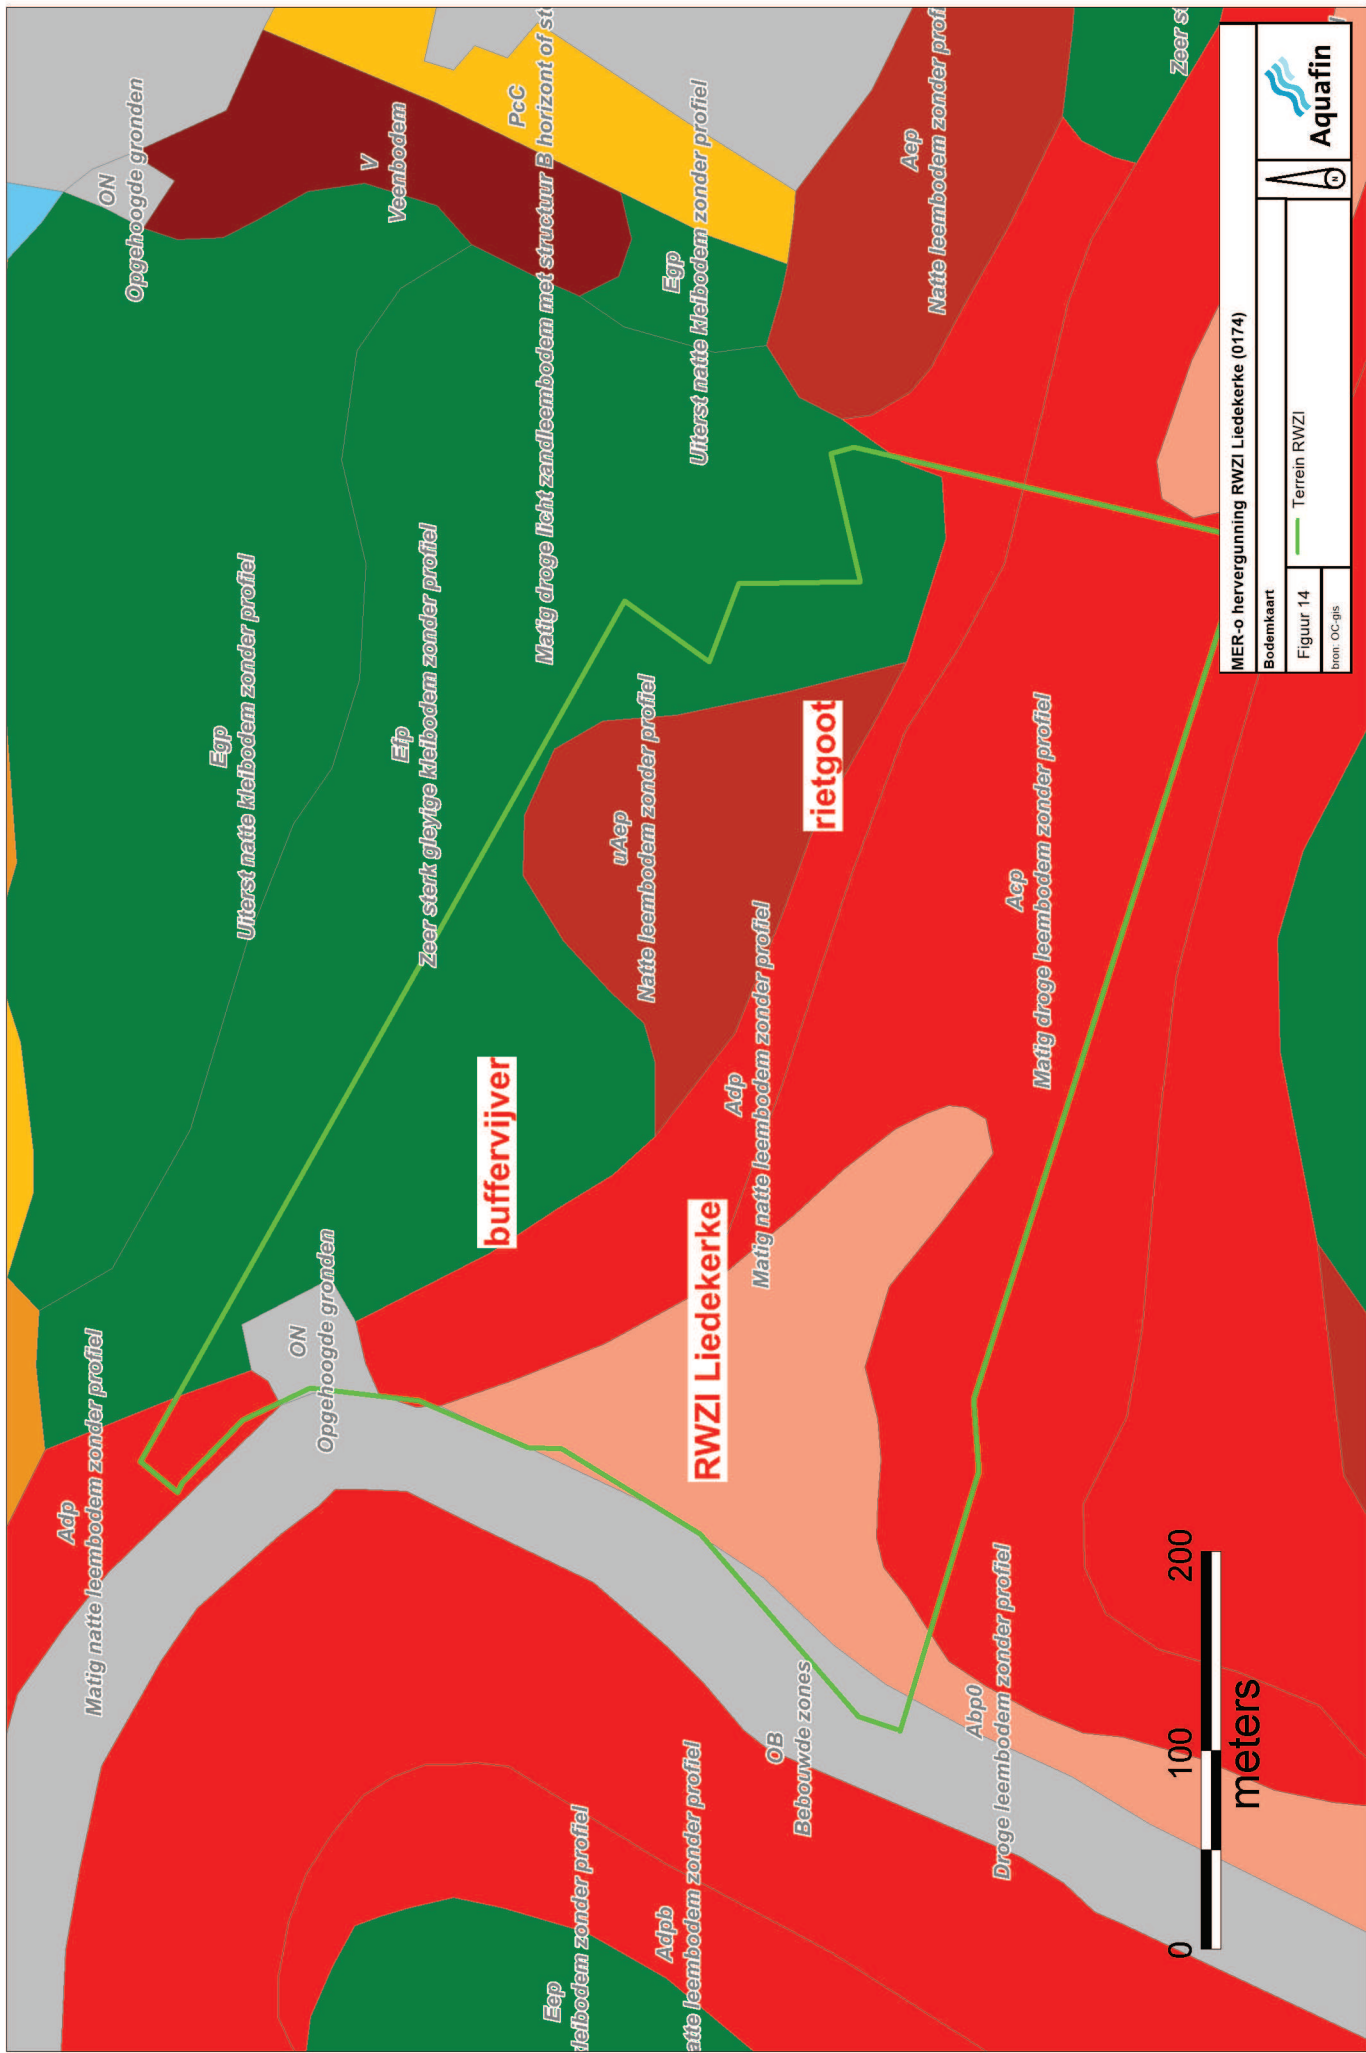 Adp
Matig natte leembodem zonder profiel
Egp
Uiterst natte kleibodem zonder profiel
ON
Opgehoogde gronden
ON
Opgehoogde gronden
Efp
Zeer sterk gleyige kleibodem zonder profiel
V
Veenbodem
buffervijver
PcC
Matig droge licht zandleembodem met structuur B horizont of st
Eep
leibodem zonder profiel
uAep
Natte leembodem zonder profiel
Egp
Uiterst natte kleibodem zonder profiel
Adpb
atte leembodem zonder profiel
RWZI Liedekerke
Adp
Matig natte leembodem zonder profiel
OB
Bebouwde zones
rietgoot
Aep
Natte leembodem zonder profi
Abp0
Droge leembodem zonder profiel
Acp
Matig droge leembodem zonder profiel
Zeer s
0
100
200
meters
MER-o hervergunning RWZI Liedekerke (0174)
Bodemkaart
Figuur 14
Terrein RWZI
bron: OC-gis
N
Aquafin